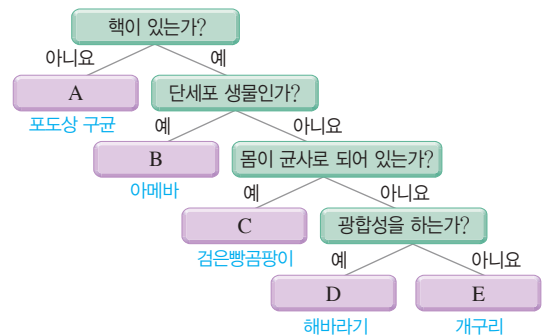 핵이 있는가?
아니요 예
A 단세포 생물인가?
포도상 구균 예 아니요
B 몸이 균사로 되어 있는가?
아메바 예 아니요
C 광합성을 하는가?
검은빵곰팡이 예 아니요
D E
해바라기 개구리